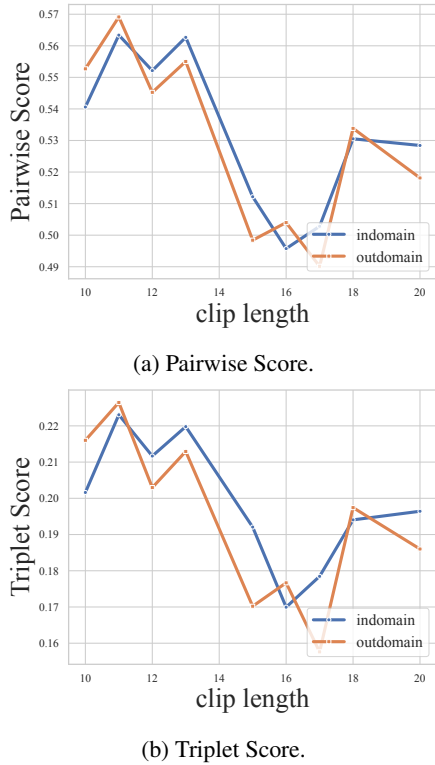 0.57
0.56
0.55
0.54
0.53
0.52
0.51
0.50
0.49
Pairwise Score
indomain
outdomain
10 12 14 16 18 20
clip length
(a) Pairwise Score.
0.22
0.21
0.20
0.19
0.18
0.17
0.16
Triplet Score
indomain
outdomain
10 12 14 16 18 20
clip length
(b) Triplet Score.